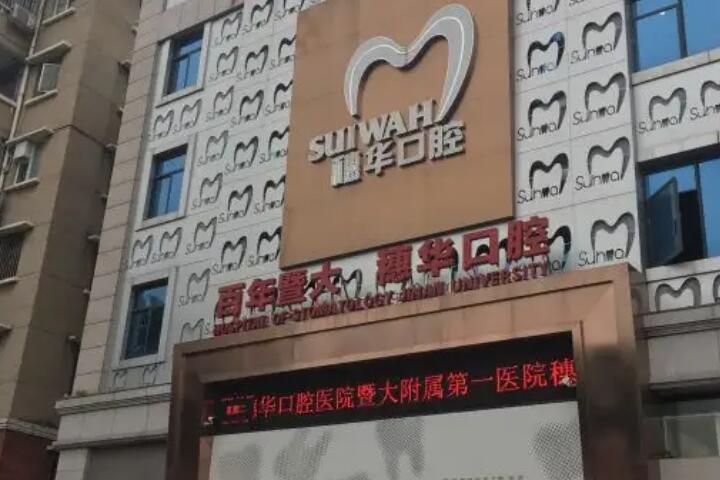 SUIWAH
穗华口腔
百年暨大 穗华口腔
HOSPITAL OF STOMATOLOGY JINAN UNIVERSITY
华口腔医院暨大附属第一医院穗